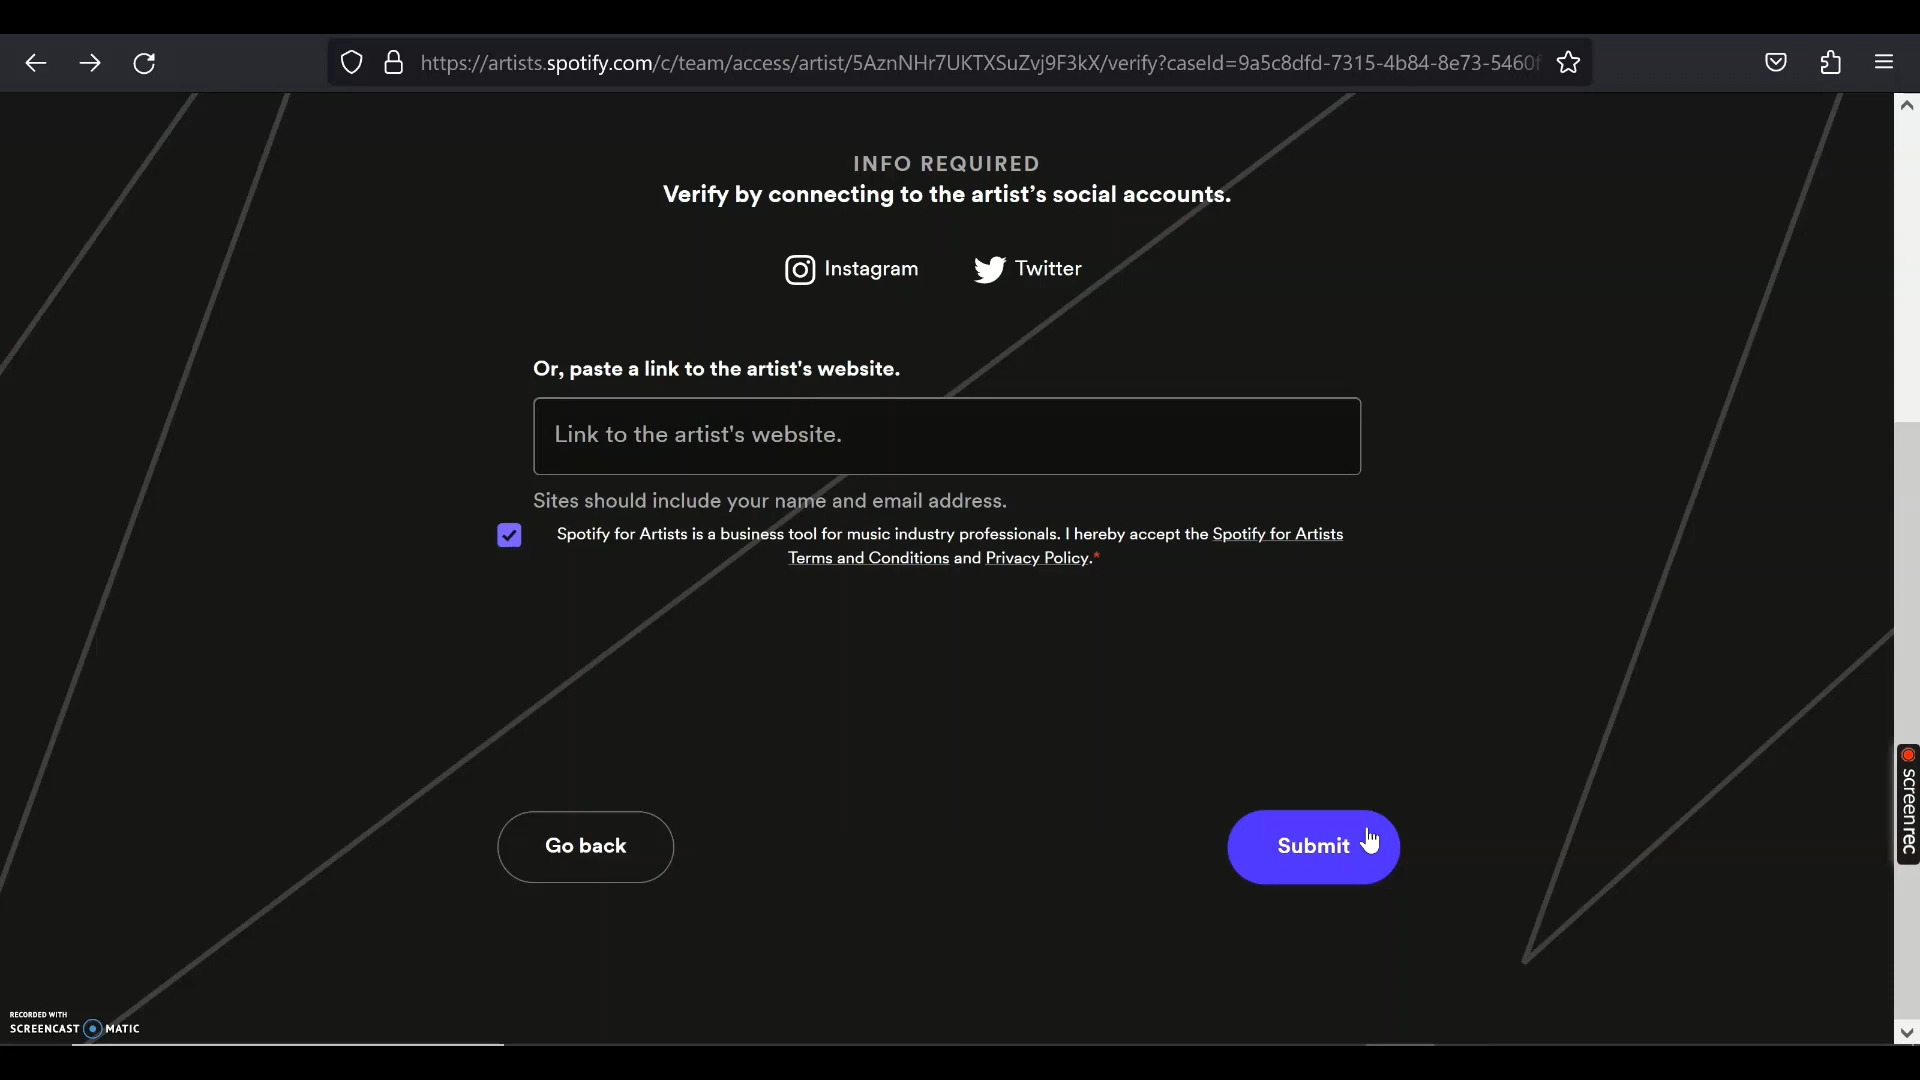 https://artists.spotify.com/c/team/access/artist/5AznNHr7UKTXSuZvj9F3kX/verify?caseId=9a5c8dfd-7315-4b84-8e73-5460f
INFO REQUIRED
Verify by connecting to the artist’s social accounts.
Instagram
Twitter
Or, paste a link to the artist's website.
Link to the artist's website.
Sites should include your name and email address.
Spotify for Artists is a business tool for music industry professionals. I hereby accept the Spotify for Artists
Terms and Conditions and Privacy Policy.*
Go back
Submit
screenrec
RECORDED WITH
SCREENCAST MATIC